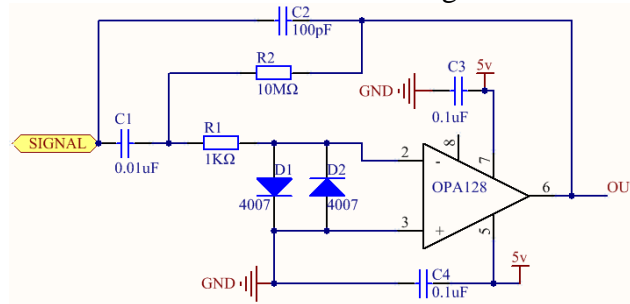 C2
100pF
R2
10MΩ
C3
5v
GND
0.1uF
C1
R1
SIGNAL
0.01uF
1KΩ
D1
D2
2
-
8
7
OPA128
6
OU
4007
4007
3
+
5
GND
C4
0.1uF
5v